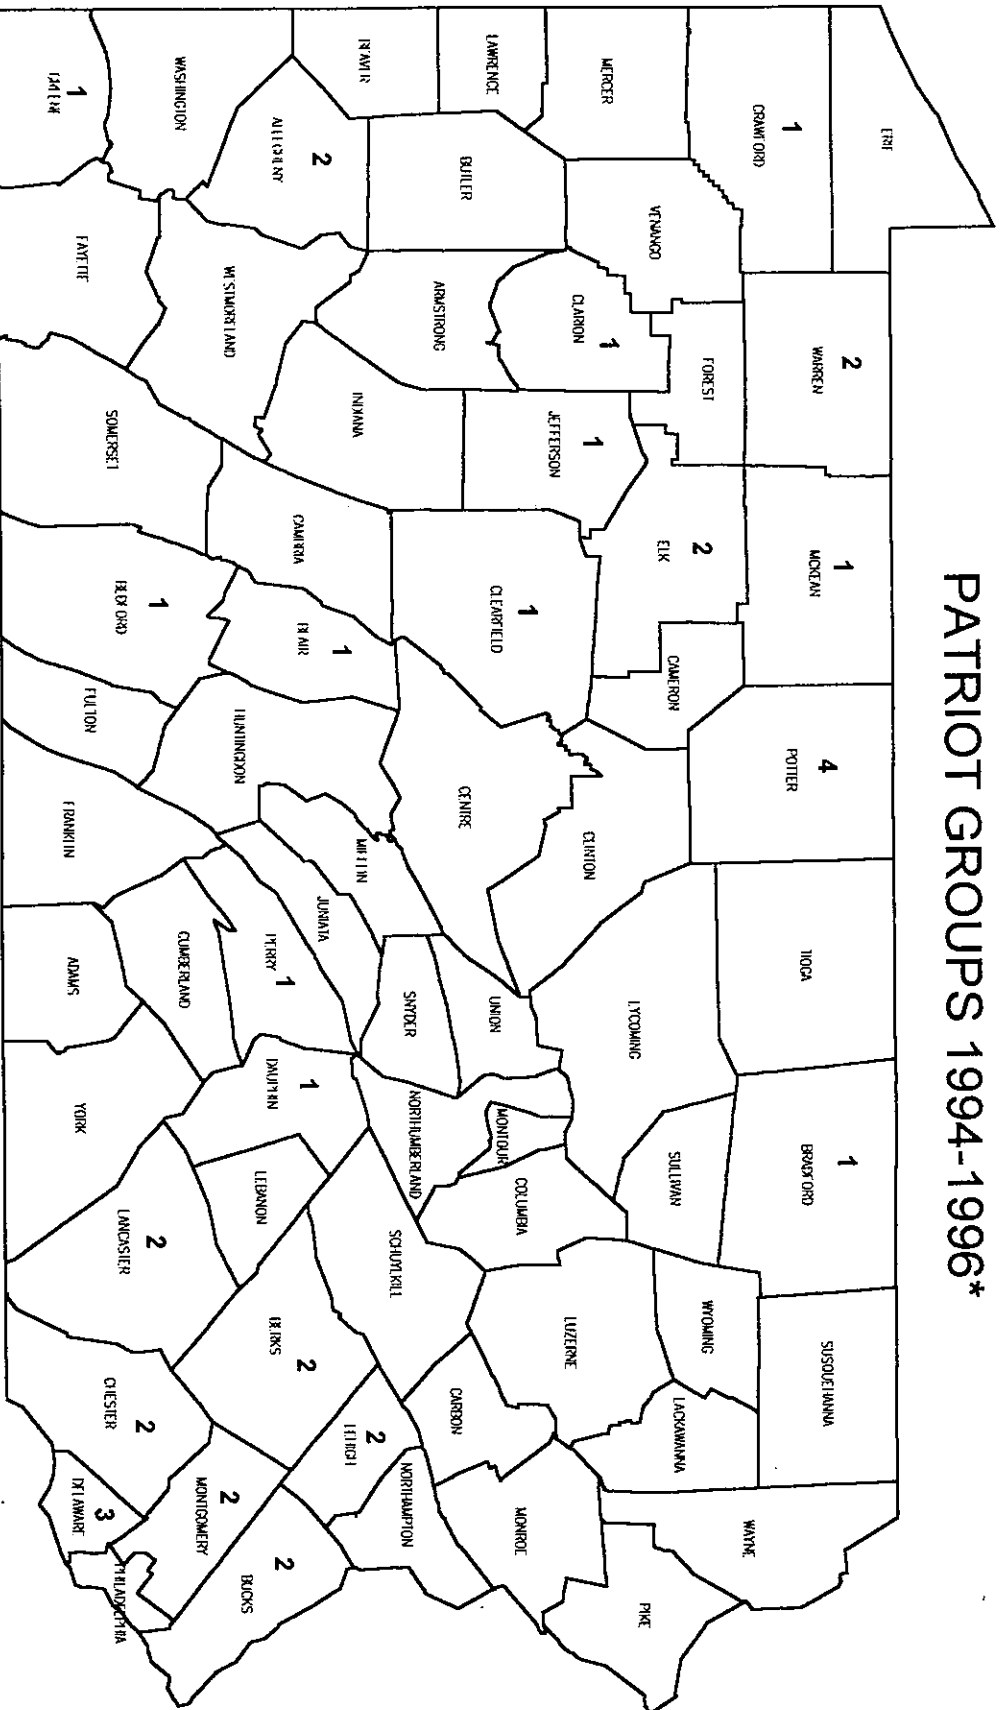 PATRIOT GROUPS 1994-1996*
ERIE
CRAWFORD
1
WARREN
2
MCKEAN
1
POTTER
4
TIOGA
BRADFORD
1
SUSQUEHANNA
WAYNE
MERCER
VENANGO
FOREST
ELK
2
CAMERON
CLINTON
LYCOMING
SULLIVAN
WYOMING
LACKAWANNA
PIKE
LAWRENCE
BUTLER
CLARION
1
JEFFERSON
1
CLEARFIELD
1
CENTRE
UNION
MONTOUR
COLUMBIA
LUZERNE
MONROE
BEAVER
ARMSTRONG
INDIANA
CAMBRIA
BLAIR
1
HUNTINGDON
MIFFLIN
JUNIATA
SNYDER
NORTHUMBERLAND
SCHUYLKILL
CARBON
NORTHAMPTON
LEHIGH
2
ALLEGHENY
2
WESTMORELAND
PERRY
1
DAUPHIN
1
LEBANON
BERKS
2
BUCKS
2
WASHINGTON
SOMERSET
BEDFORD
1
FULTON
FRANKLIN
CUMBERLAND
LANCASTER
2
CHESTER
2
MONTGOMERY
2
GREENE
1
FAYETTE
ADAMS
YORK
DELAWARE
3
PHILADELPHIA